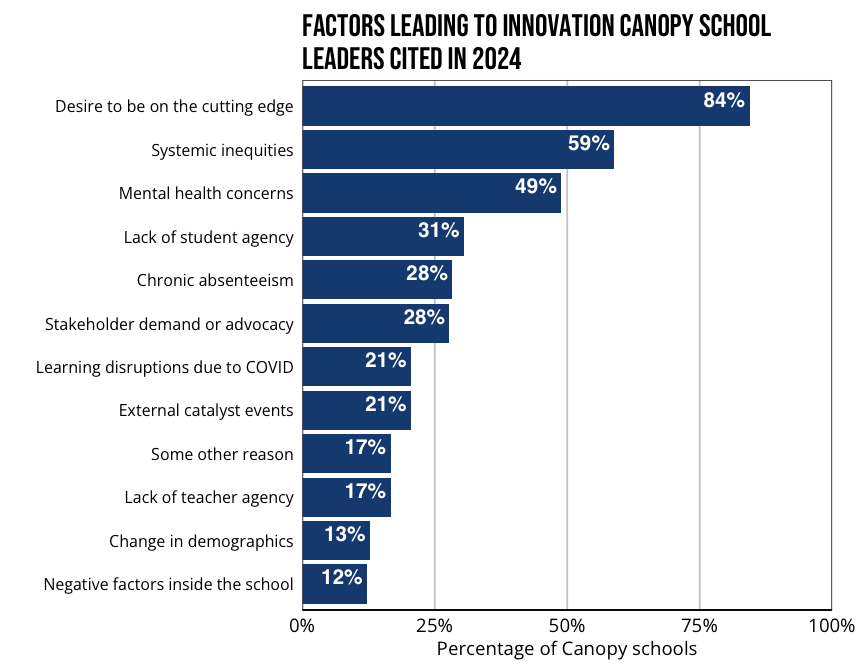 FACTORS LEADING TO INNOVATION CANOPY SCHOOL
LEADERS CITED IN 2024
Desire to be on the cutting edge 84%
Systemic inequities 59%
Mental health concerns 49%
Lack of student agency 31%
Chronic absenteeism 28%
Stakeholder demand or advocacy 28%
Learning disruptions due to COVID 21%
External catalyst events 21%
Some other reason 17%
Lack of teacher agency 17%
Change in demographics 13%
Negative factors inside the school 12%
0% 25% 50% 75% 100%
Percentage of Canopy schools